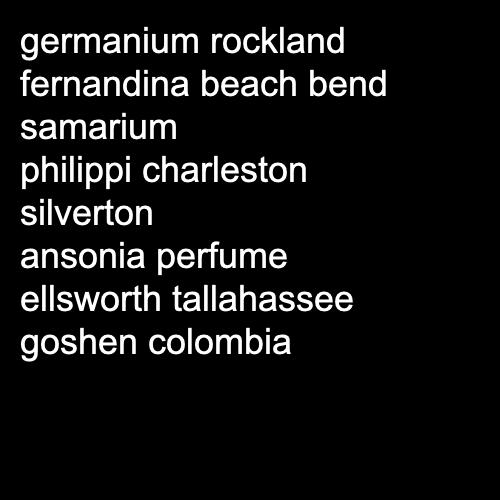 germanium rockland
fernandina beach bend
samarium
philippi charleston
silverton
ansonia perfume
ellsworth tallahassee
goshen colombia